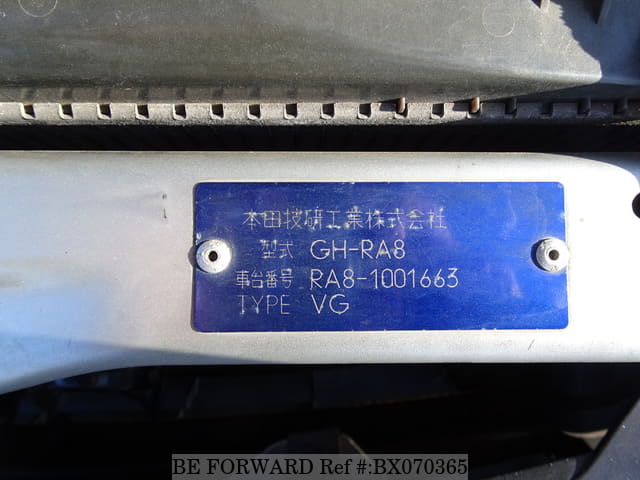 本田技研工業株式会社
型式 GH-RA8
車台番号 RA8-1001663
TYPE VG
BE FORWARD Ref #:BX070365